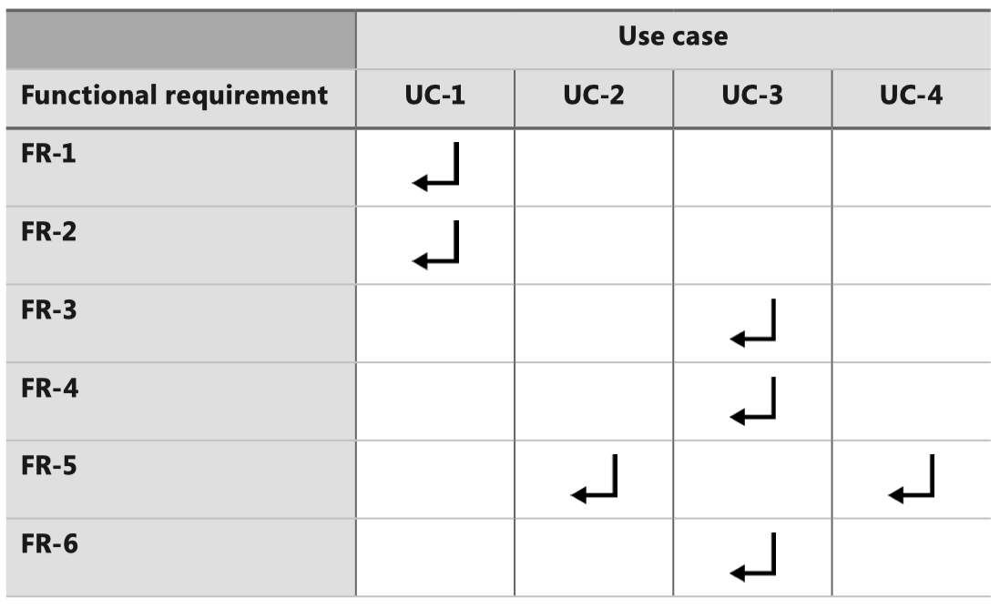 Use case
Functional requirement UC-1 UC-2 UC-3 UC-4
FR-1
FR-2
FR-3
FR-4
FR-5
FR-6